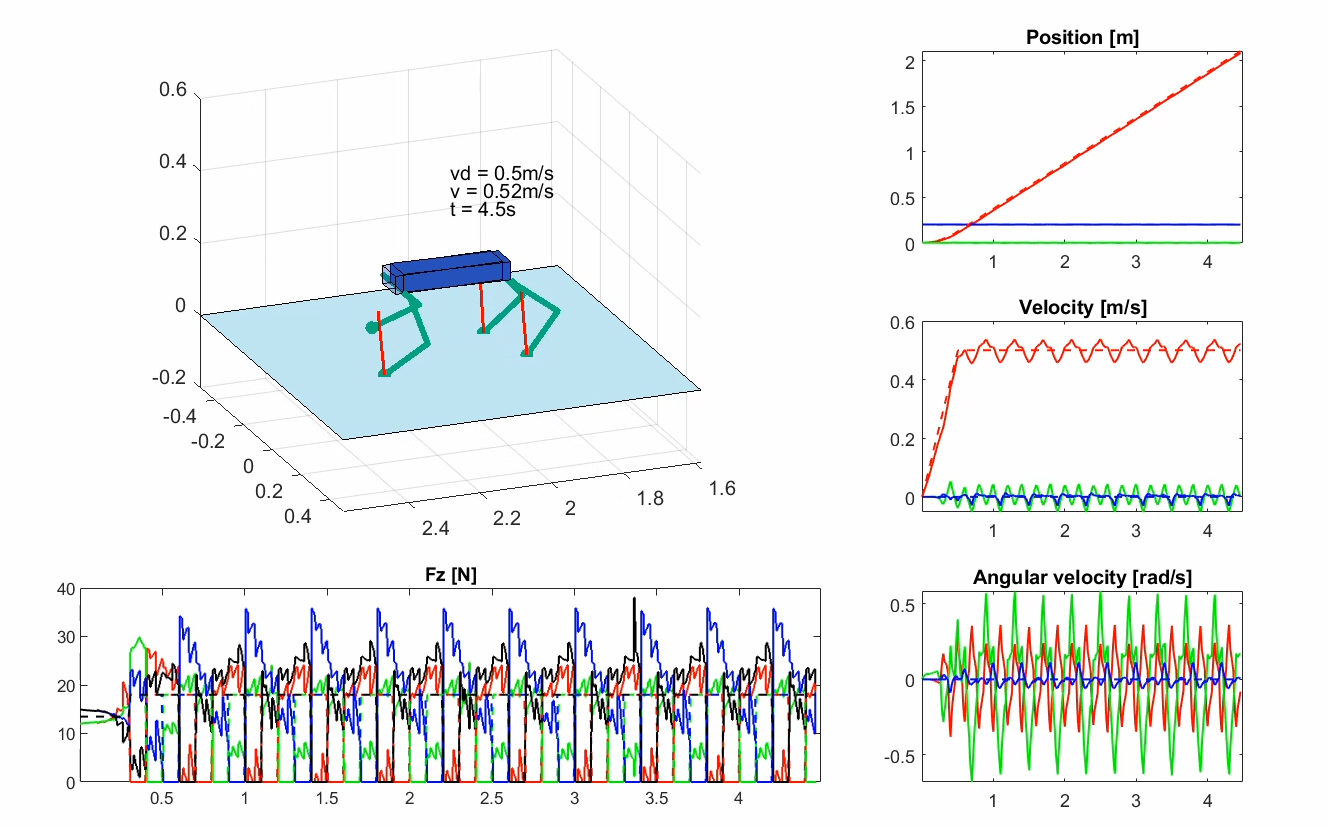 0.6
0.4
0.2
0
-0.2
-0.4
-0.2
0
0.2
0.4
2.4
2.2
2
1.8
1.6
vd = 0.5m/s
v = 0.52m/s
t = 4.5s
Position [m]
2
1.5
1
0.5
0
1 2 3 4
Velocity [m/s]
0.6
0.4
0.2
0
1 2 3 4
Fz [N]
40
30
20
10
0
0.5 1 1.5 2 2.5 3 3.5 4
Angular velocity [rad/s]
0.5
0
-0.5
1 2 3 4